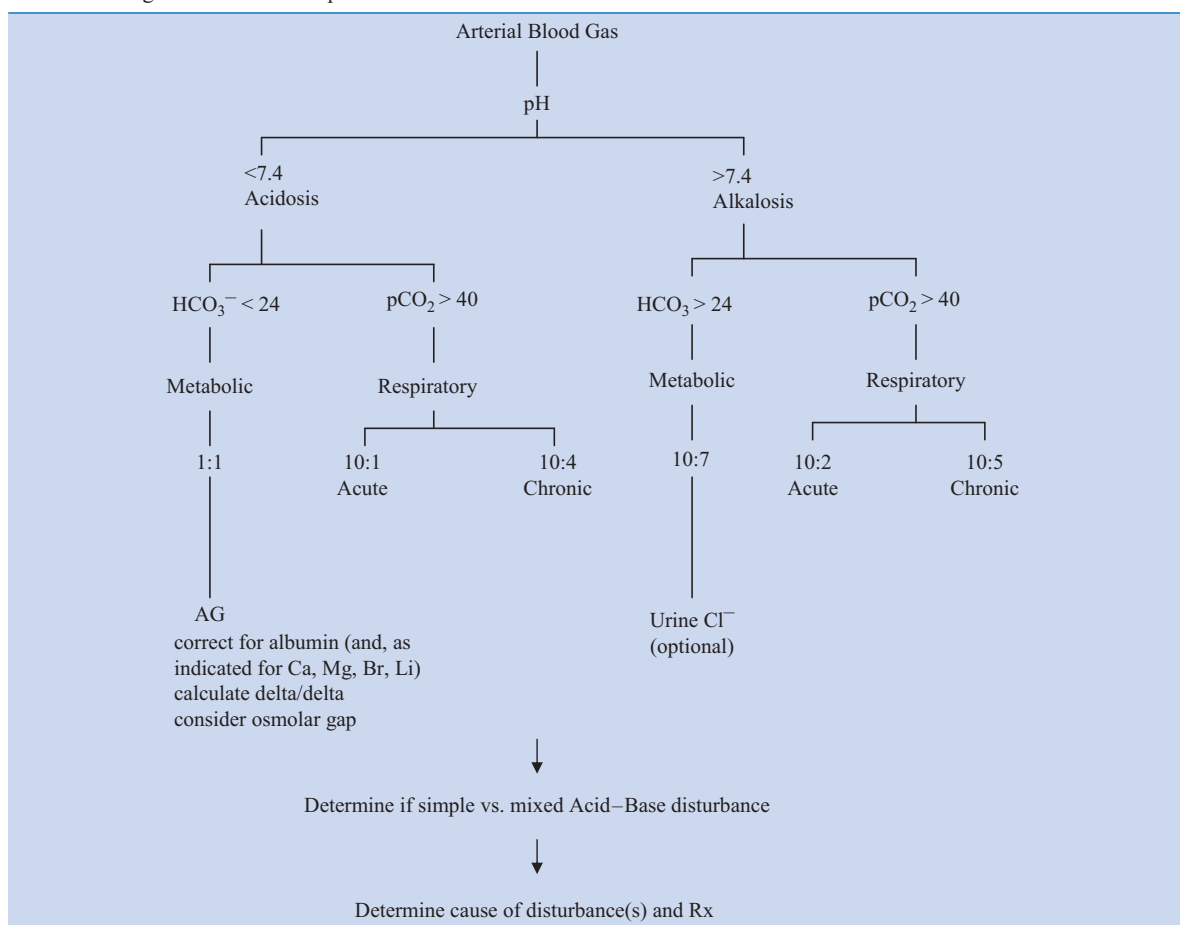 Arterial Blood Gas
pH
<7.4
Acidosis
>7.4
Alkalosis
HCO₃⁻ < 24
pCO₂ > 40
HCO₃ > 24
pCO₂ > 40
Metabolic
Respiratory
Metabolic
Respiratory
1:1
10:1
Acute
10:4
Chronic
10:7
10:2
Acute
10:5
Chronic
AG
correct for albumin (and, as
indicated for Ca, Mg, Br, Li)
calculate delta/delta
consider osmolar gap
Urine Cl⁻
(optional)
Determine if simple vs. mixed Acid–Base disturbance
Determine cause of disturbance(s) and Rx